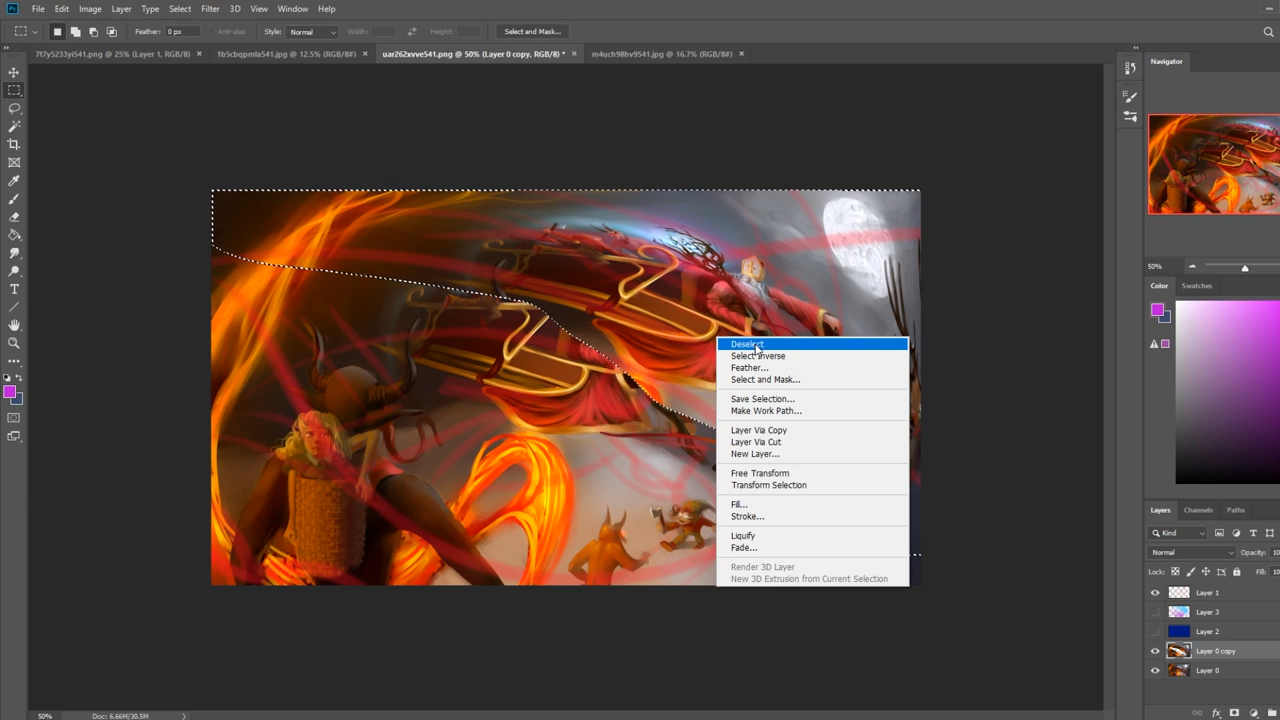 Ps File Edit Image Layer Type Select Filter 3D View Window Help
Feather: 0 px Anti-alias Style: Normal Width: Height: Select and Mask...
7t7y5233yi541.png @ 25% (Layer 1, RGB/8) × 1b5cbqpmla541.jpg @ 12.5% (RGB/8#) × uar262xvve541.png @ 50% (Layer 0 copy, RGB/8) * × m4uch98hv9541.jpg @ 16.7% (RGB/8#) ×
Navigator
50%
Color Swatches
Deselect
Select Inverse
Feather...
Select and Mask...
Save Selection...
Make Work Path...
Layer Via Copy
Layer Via Cut
New Layer...
Free Transform
Transform Selection
Fill...
Stroke...
Liquify
Fade...
Render 3D Layer
New 3D Extrusion from Current Selection
Layers Channels Paths
Kind
Normal Opacity: 10
Lock: Fill: 10
Layer 1
Layer 3
Layer 2
Layer 0 copy
Layer 0
fx
50% Doc: 6.66M/30.5M